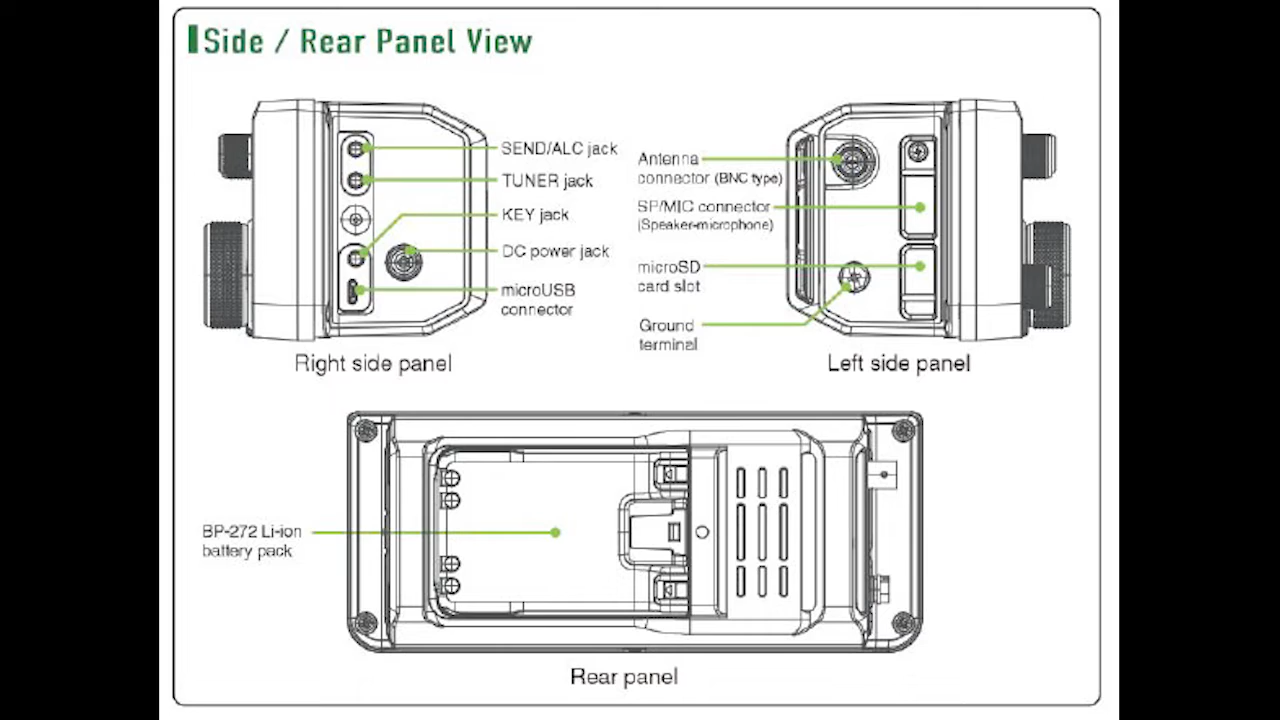 Side / Rear Panel View
SEND/ALC jack
TUNER jack
KEY jack
DC power jack
microUSB
connector
Right side panel
Antenna
connector (BNC type)
SP/MIC connector
(Speaker-microphone)
microSD
card slot
Ground
terminal
Left side panel
BP-272 Li-ion
battery pack
Rear panel